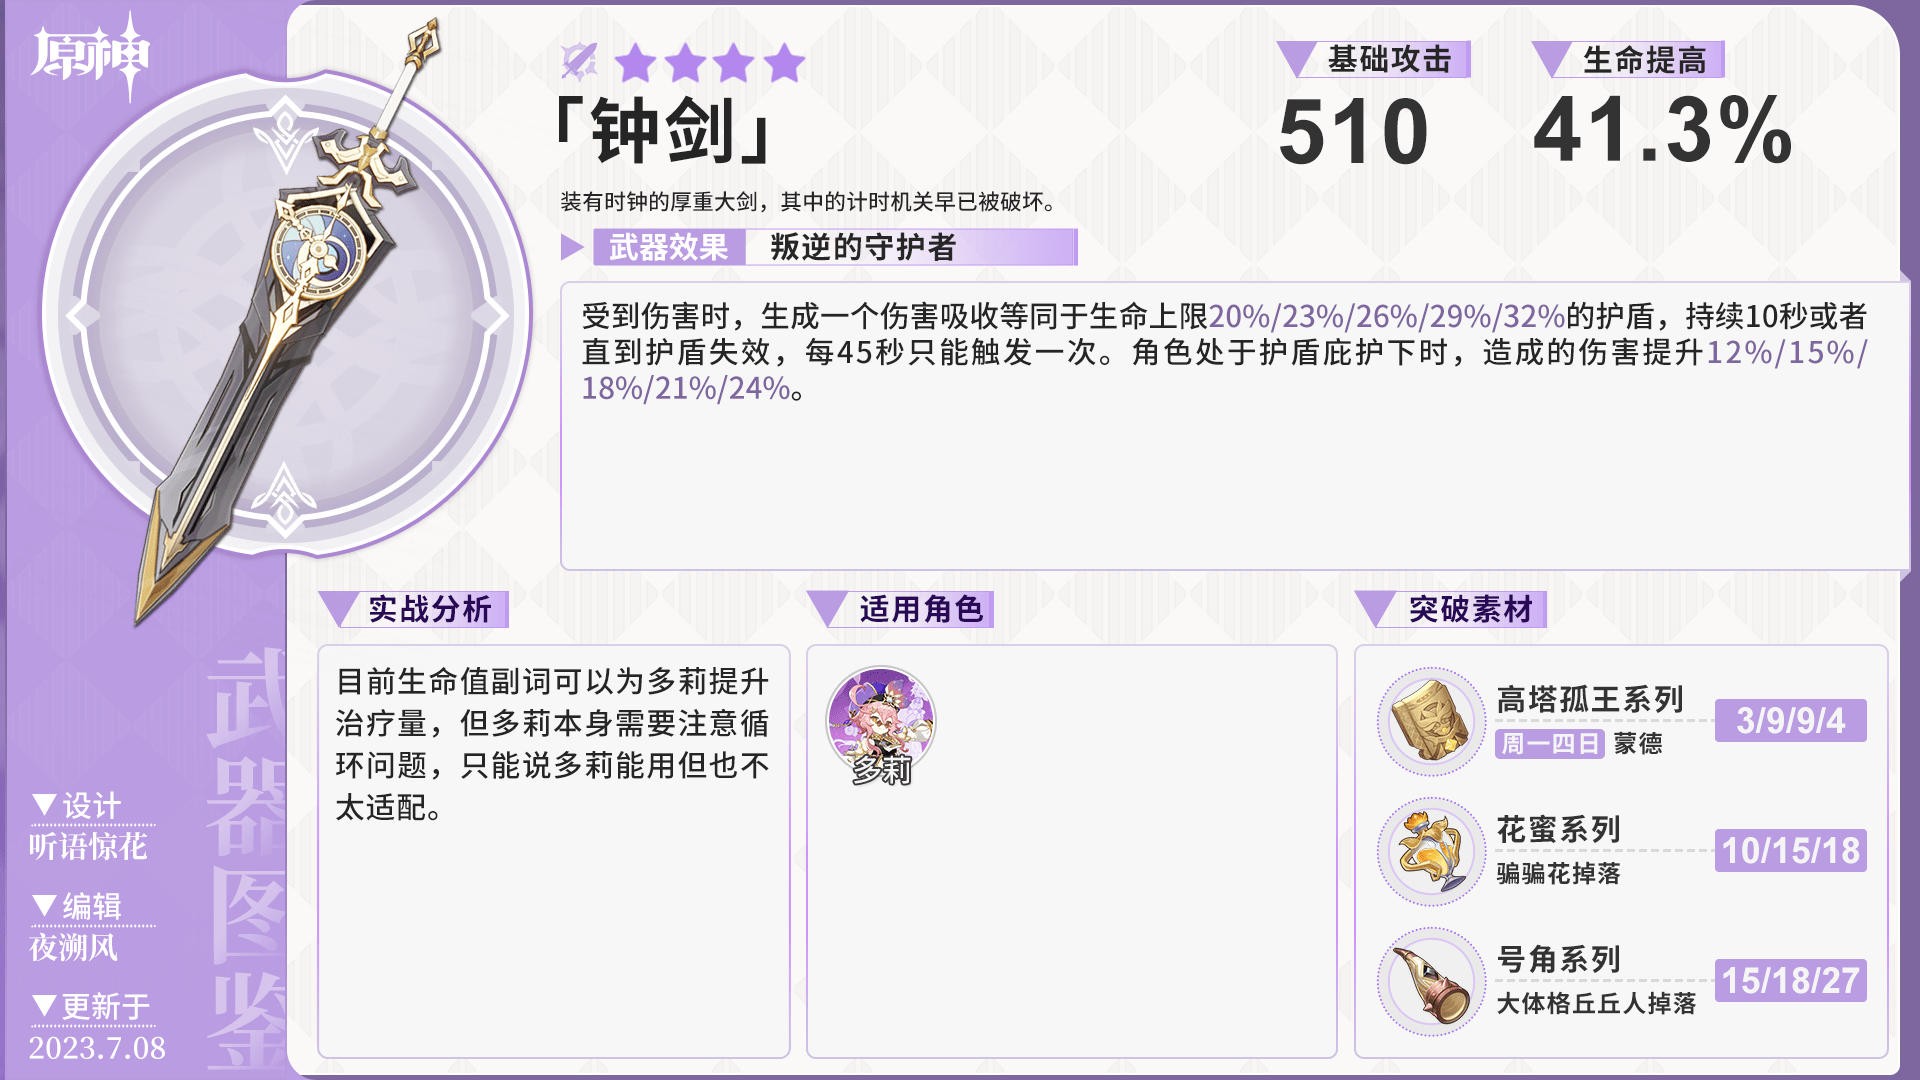 原神
「钟剑」
基础攻击
510
生命提高
41.3%
装有时钟的厚重大剑，其中的计时机关早已被破坏。
武器效果
叛逆的守护者
受到伤害时，生成一个伤害吸收等同于生命上限20%/23%/26%/29%/32%的护盾，持续10秒或者
直到护盾失效，每45秒只能触发一次。角色处于护盾庇护下时，造成的伤害提升12%/15%/
18%/21%/24%。
实战分析
目前生命值副词可以为多莉提升
治疗量，但多莉本身需要注意循
环问题，只能说多莉能用但也不
太适配。
适用角色
多莉
突破素材
高塔孤王系列
周一四日 蒙德
3/9/9/4
花蜜系列
骗骗花掉落
10/15/18
号角系列
大体格丘丘人掉落
15/18/27
武器图鉴
▼设计
听语惊花
▼编辑
夜溯风
▼更新于
2023.7.08